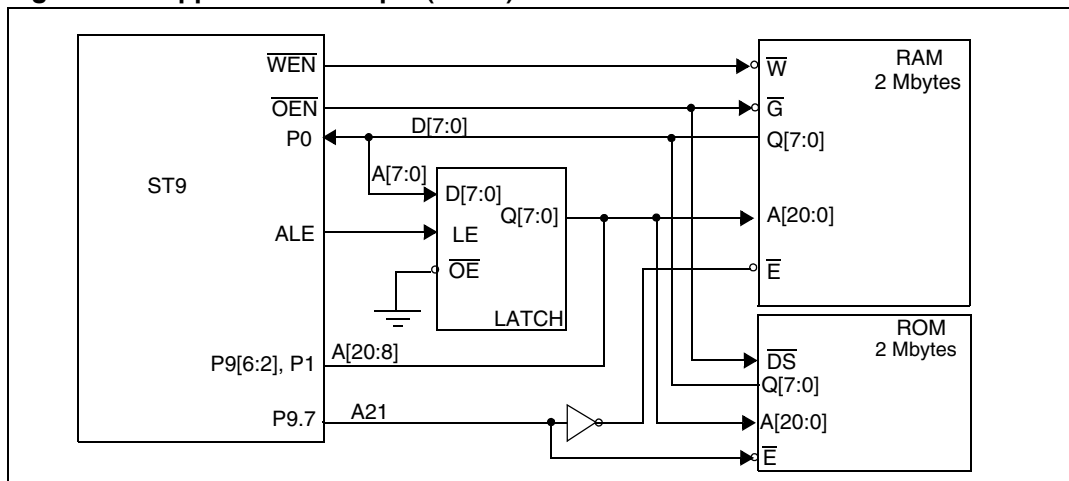 WEN
OEN
P0
ST9
ALE
P9[6:2], P1
P9.7
D[7:0]
A[7:0]
A[20:8]
A21
D[7:0]
Q[7:0]
LE
OE
LATCH
RAM
2 Mbytes
W
G
Q[7:0]
A[20:0]
E
ROM
2 Mbytes
DS
Q[7:0]
A[20:0]
E